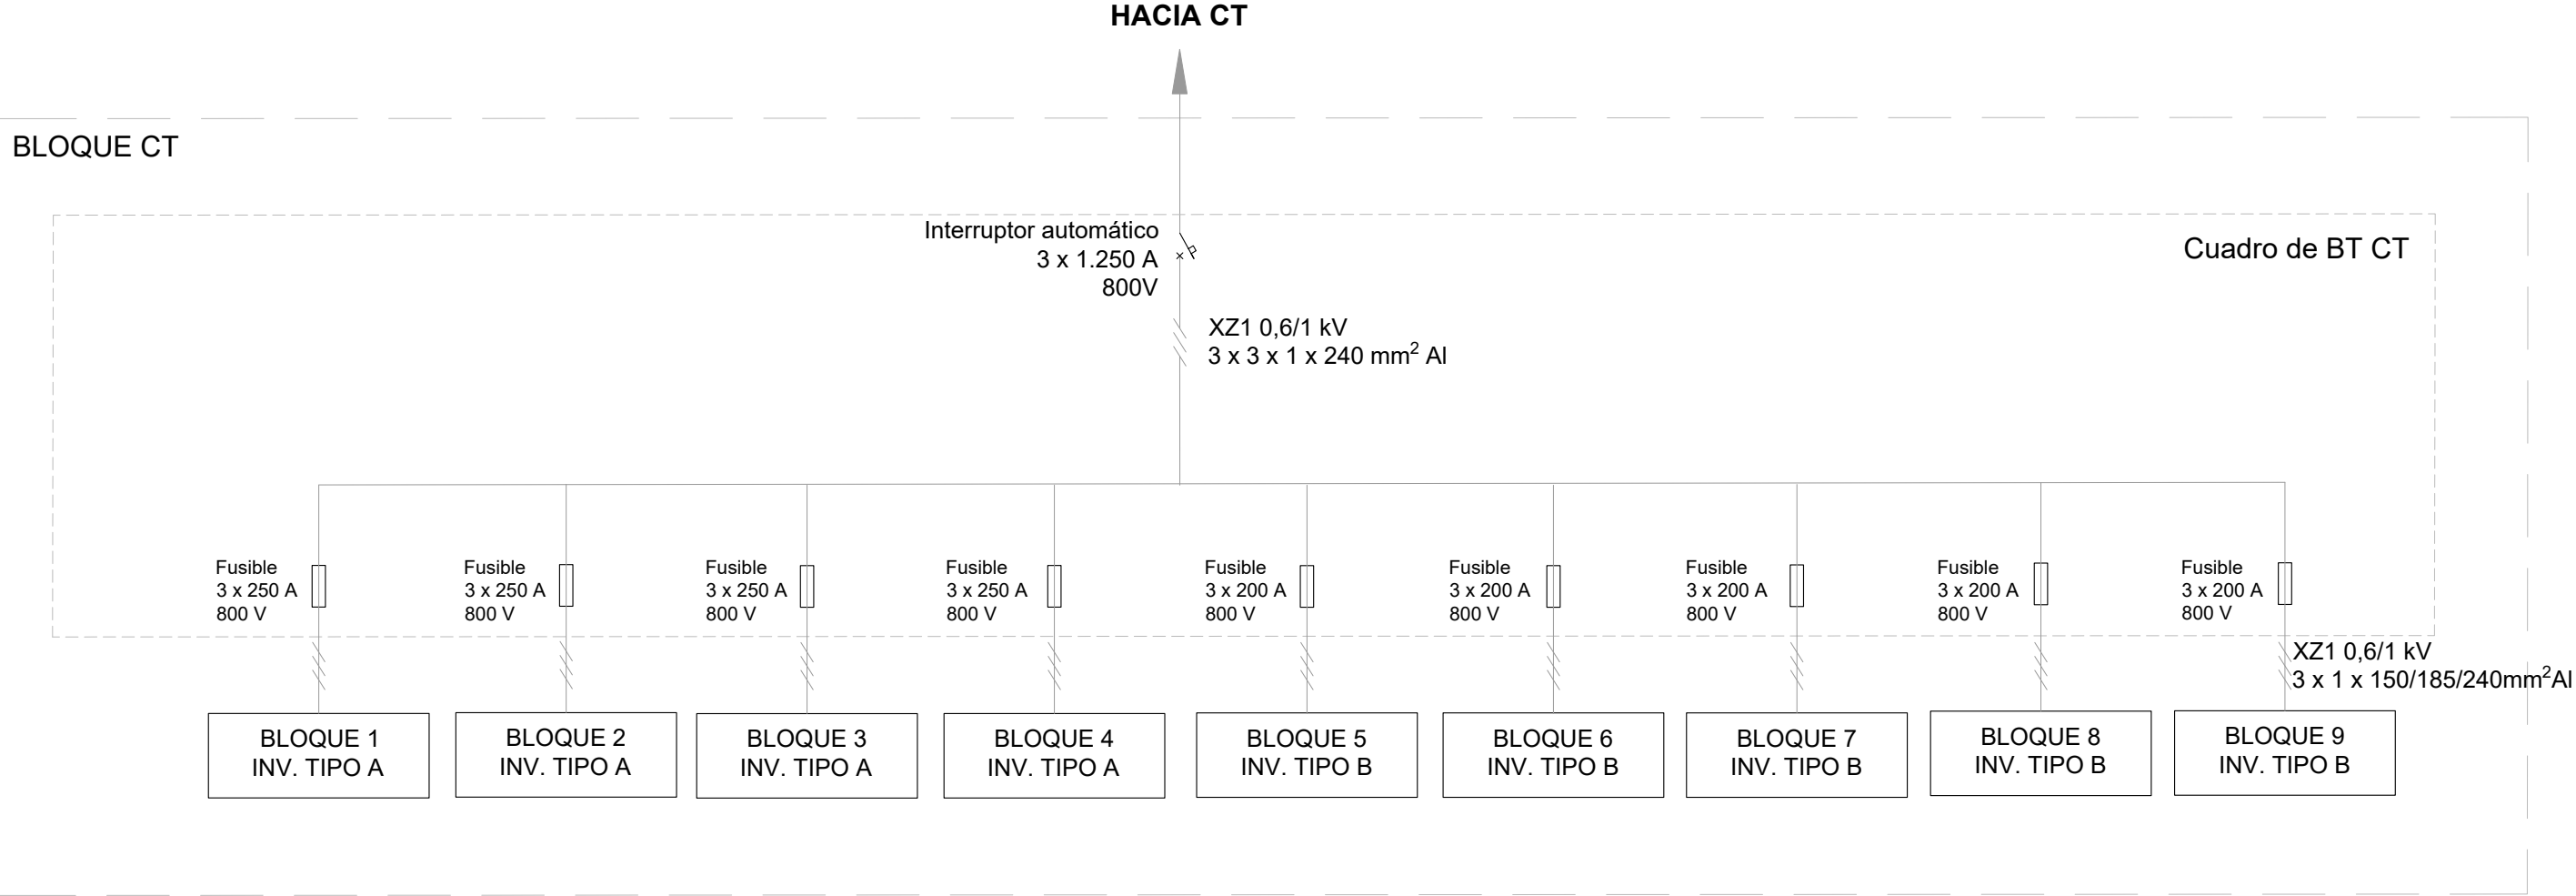 HACIA CT
BLOQUE CT
Interruptor automático
3 x 1.250 A
800V
Cuadro de BT CT
XZ1 0,6/1 kV
3 x 3 x 1 x 240 mm² Al
Fusible
3 x 250 A
800 V
Fusible
3 x 250 A
800 V
Fusible
3 x 250 A
800 V
Fusible
3 x 250 A
800 V
Fusible
3 x 200 A
800 V
Fusible
3 x 200 A
800 V
Fusible
3 x 200 A
800 V
Fusible
3 x 200 A
800 V
Fusible
3 x 200 A
800 V
XZ1 0,6/1 kV
3 x 1 x 150/185/240mm²Al
BLOQUE 1
INV. TIPO A
BLOQUE 2
INV. TIPO A
BLOQUE 3
INV. TIPO A
BLOQUE 4
INV. TIPO A
BLOQUE 5
INV. TIPO B
BLOQUE 6
INV. TIPO B
BLOQUE 7
INV. TIPO B
BLOQUE 8
INV. TIPO B
BLOQUE 9
INV. TIPO B